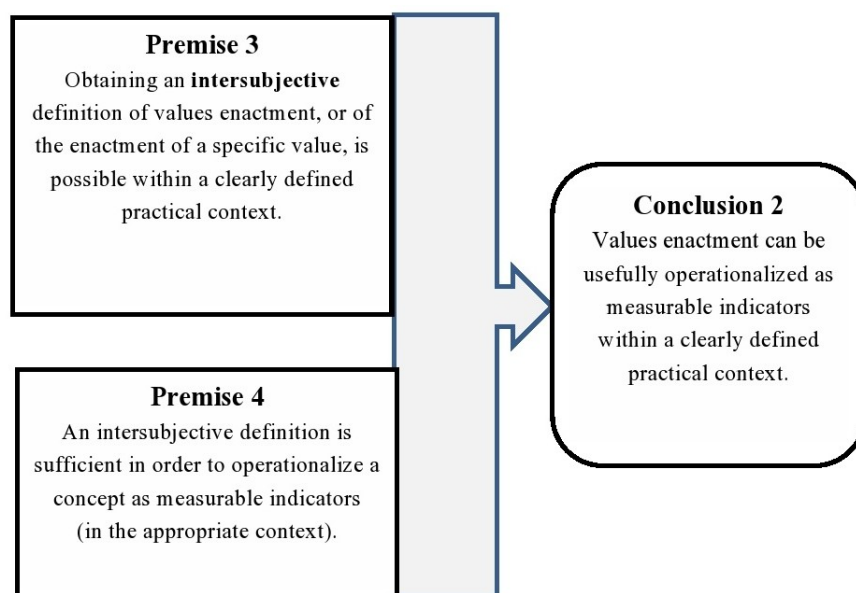 Premise 3
Obtaining an intersubjective
definition of values enactment, or of
the enactment of a specific value, is
possible within a clearly defined
practical context.
Premise 4
An intersubjective definition is
sufficient in order to operationalize a
concept as measurable indicators
(in the appropriate context).
Conclusion 2
Values enactment can be
usefully operationalized as
measurable indicators
within a clearly defined
practical context.